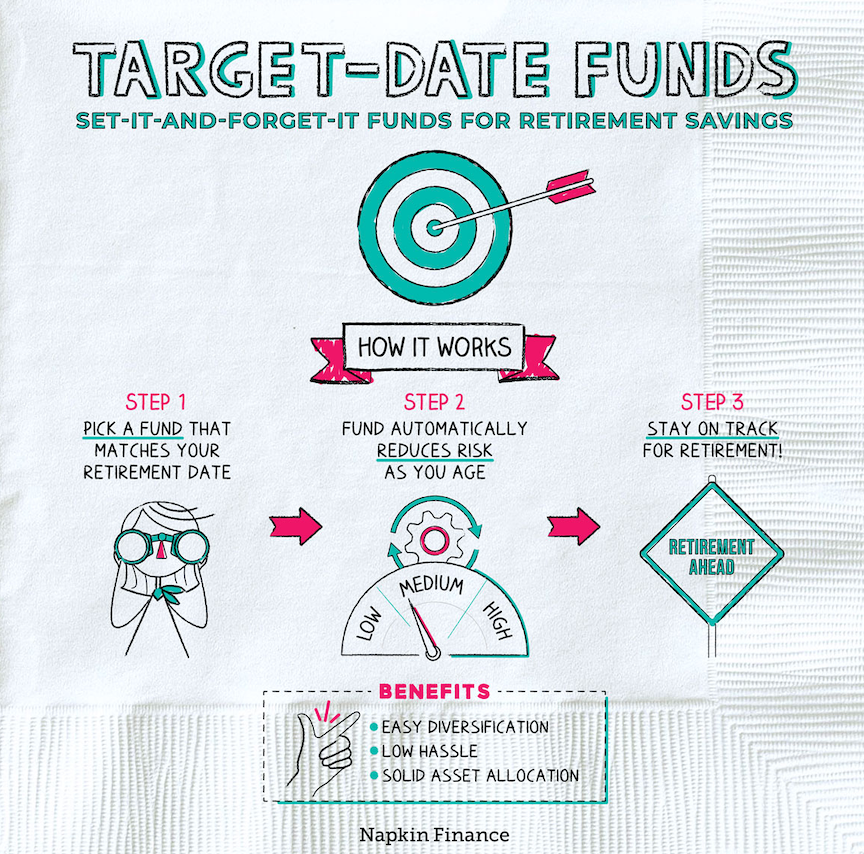 TARGET-DATE FUNDS
SET-IT-AND-FORGET-IT FUNDS FOR RETIREMENT SAVINGS
HOW IT WORKS
STEP 1
PICK A FUND THAT
MATCHES YOUR
RETIREMENT DATE
STEP 2
FUND AUTOMATICALLY
REDUCES RISK
AS YOU AGE
LOW
MEDIUM
HIGH
STEP 3
STAY ON TRACK
FOR RETIREMENT!
RETIREMENT
AHEAD
BENEFITS
EASY DIVERSIFICATION
LOW HASSLE
SOLID ASSET ALLOCATION
Napkin Finance